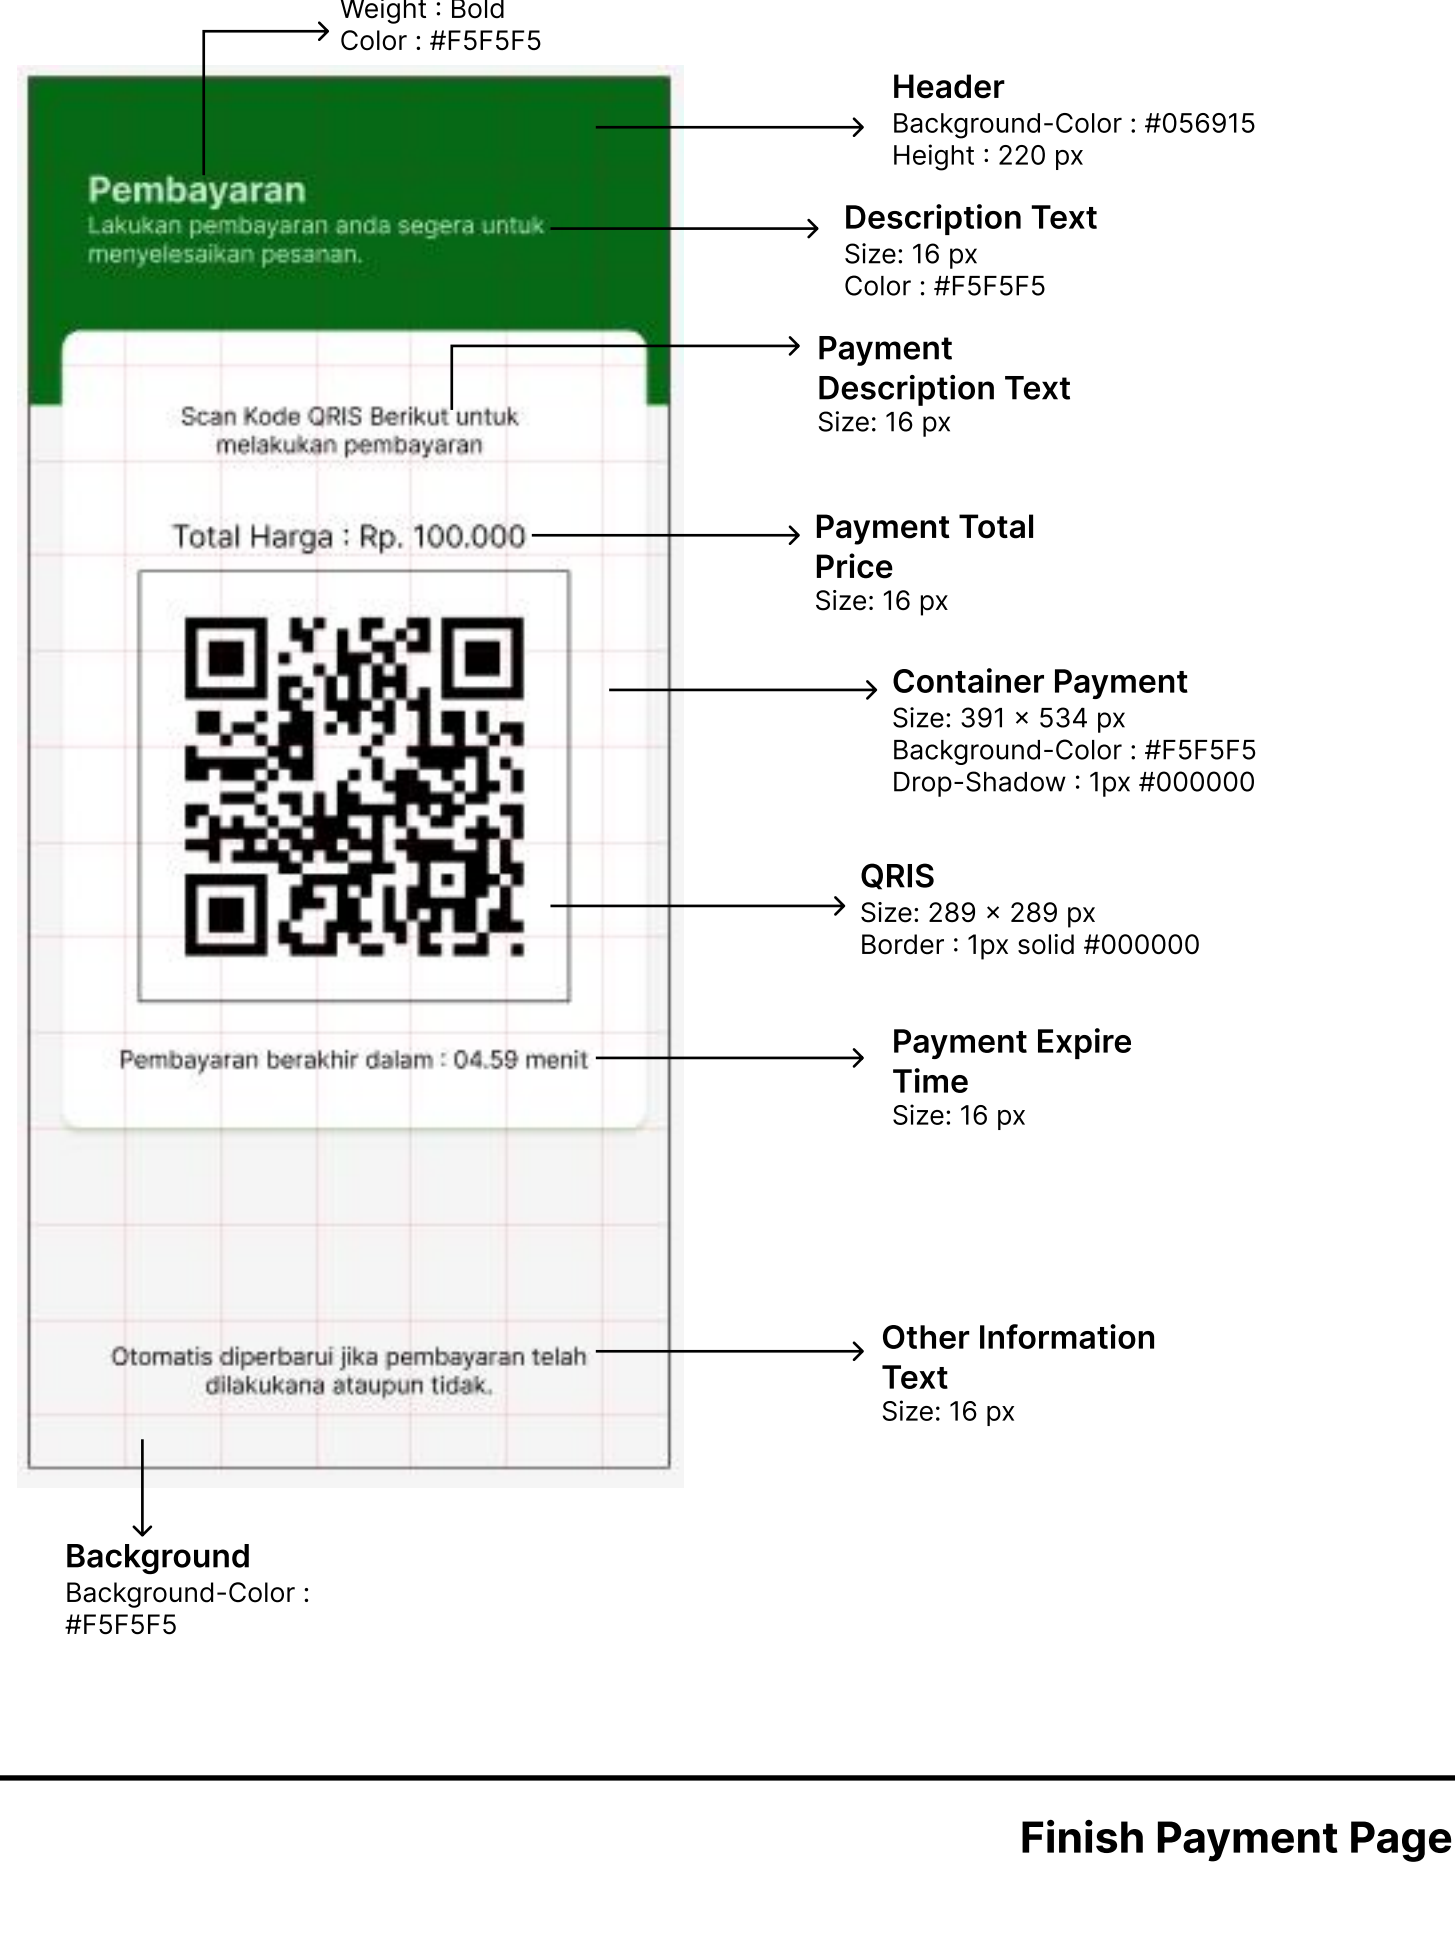 Weight : Bold
Color : #F5F5F5
Header
Background-Color : #056915
Height : 220 px
Pembayaran
Lakukan pembayaran anda segera untuk
menyelesaikan pesanan.
Description Text
Size: 16 px
Color : #F5F5F5
Payment
Description Text
Size: 16 px
Scan Kode QRIS Berikut untuk
melakukan pembayaran
Total Harga : Rp. 100.000
Payment Total
Price
Size: 16 px
Container Payment
Size: 391 × 534 px
Background-Color : #F5F5F5
Drop-Shadow : 1px #000000
QRIS
Size: 289 × 289 px
Border : 1px solid #000000
Pembayaran berakhir dalam : 04.59 menit
Payment Expire
Time
Size: 16 px
Otomatis diperbarui jika pembayaran telah
dilakukana ataupun tidak.
Other Information
Text
Size: 16 px
Background
Background-Color :
#F5F5F5
Finish Payment Page